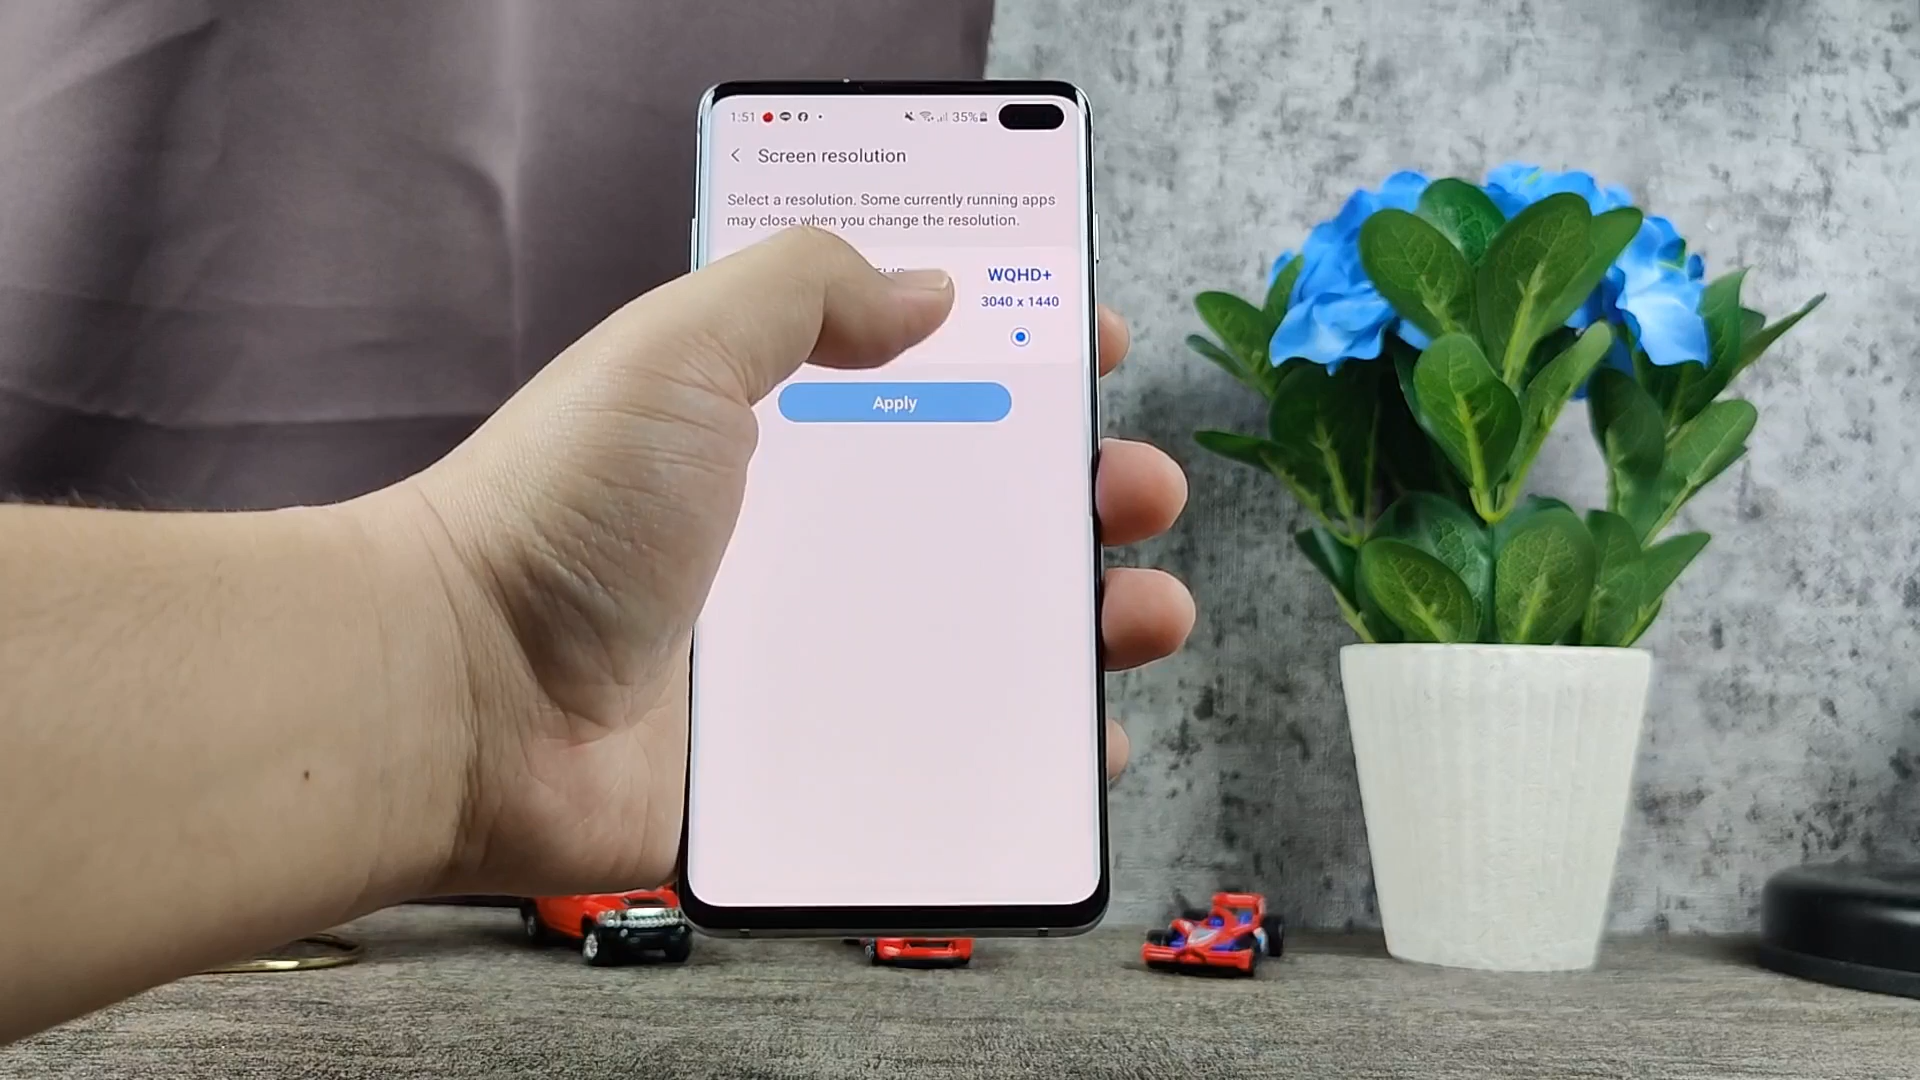 1:51 35%
Screen resolution
Select a resolution. Some currently running apps
may close when you change the resolution.
WQHD+
3040 x 1440
Apply